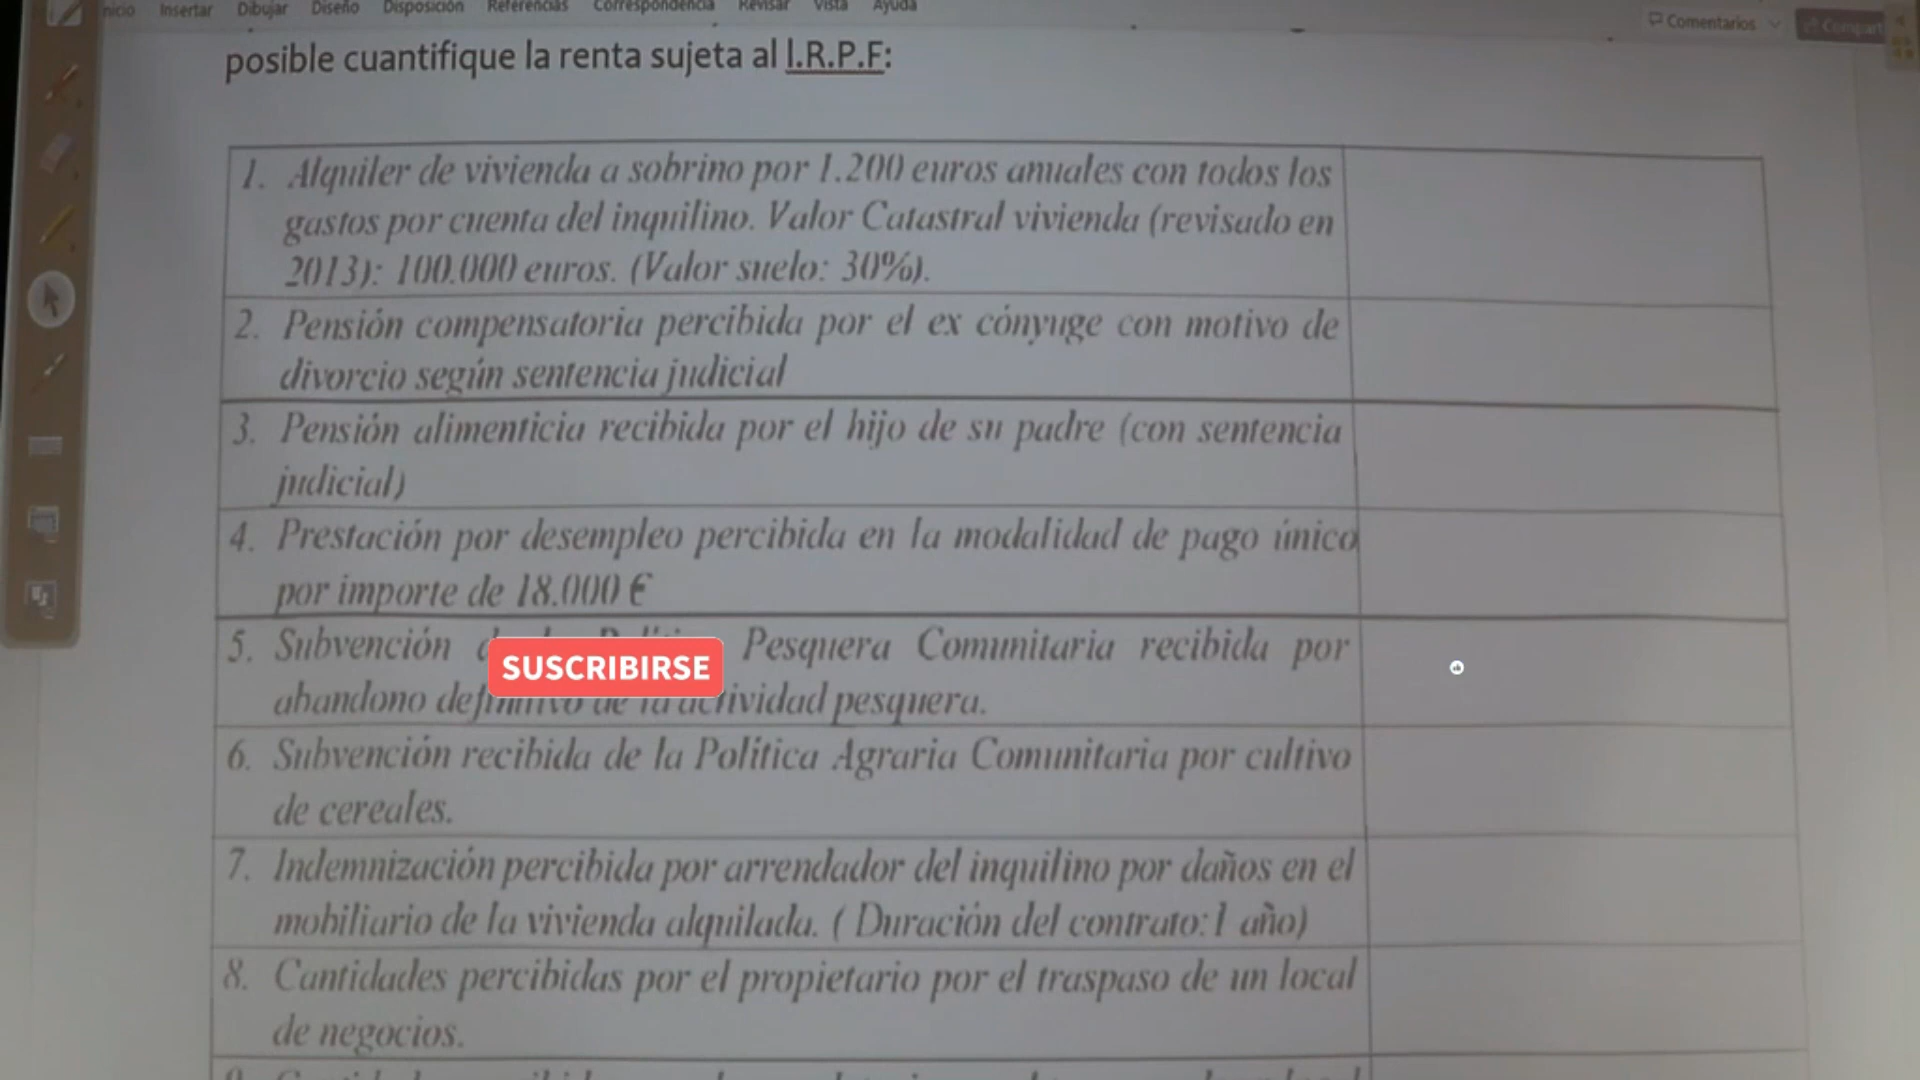 nicio Insertar Dibujar Diseño Disposición Referencias Correspondencia Revisar Vista Ayuda
Comentarios Compart
posible cuantifique la renta sujeta al I.R.P.F:
1. Alquiler de vivienda a sobrino por 1.200 euros anuales con todos los
gastos por cuenta del inquilino. Valor Catastral vivienda (revisado en
2013): 100.000 euros. (Valor suelo: 30%).
2. Pensión compensatoria percibida por el ex cónyuge con motivo de
divorcio según sentencia judicial
3. Pensión alimenticia recibida por el hijo de su padre (con sentencia
judicial)
4. Prestación por desempleo percibida en la modalidad de pago único
por importe de 18.000 €
5. Subvención Pesquera Comunitaria recibida por
SUSCRIBIRSE
abandono definitivo de la actividad pesquera.
6. Subvención recibida de la Política Agraria Comunitaria por cultivo
de cereales.
7. Indemnización percibida por arrendador del inquilino por daños en el
mobiliario de la vivienda alquilada. ( Duración del contrato:1 año)
8. Cantidades percibidas por el propietario por el traspaso de un local
de negocios.